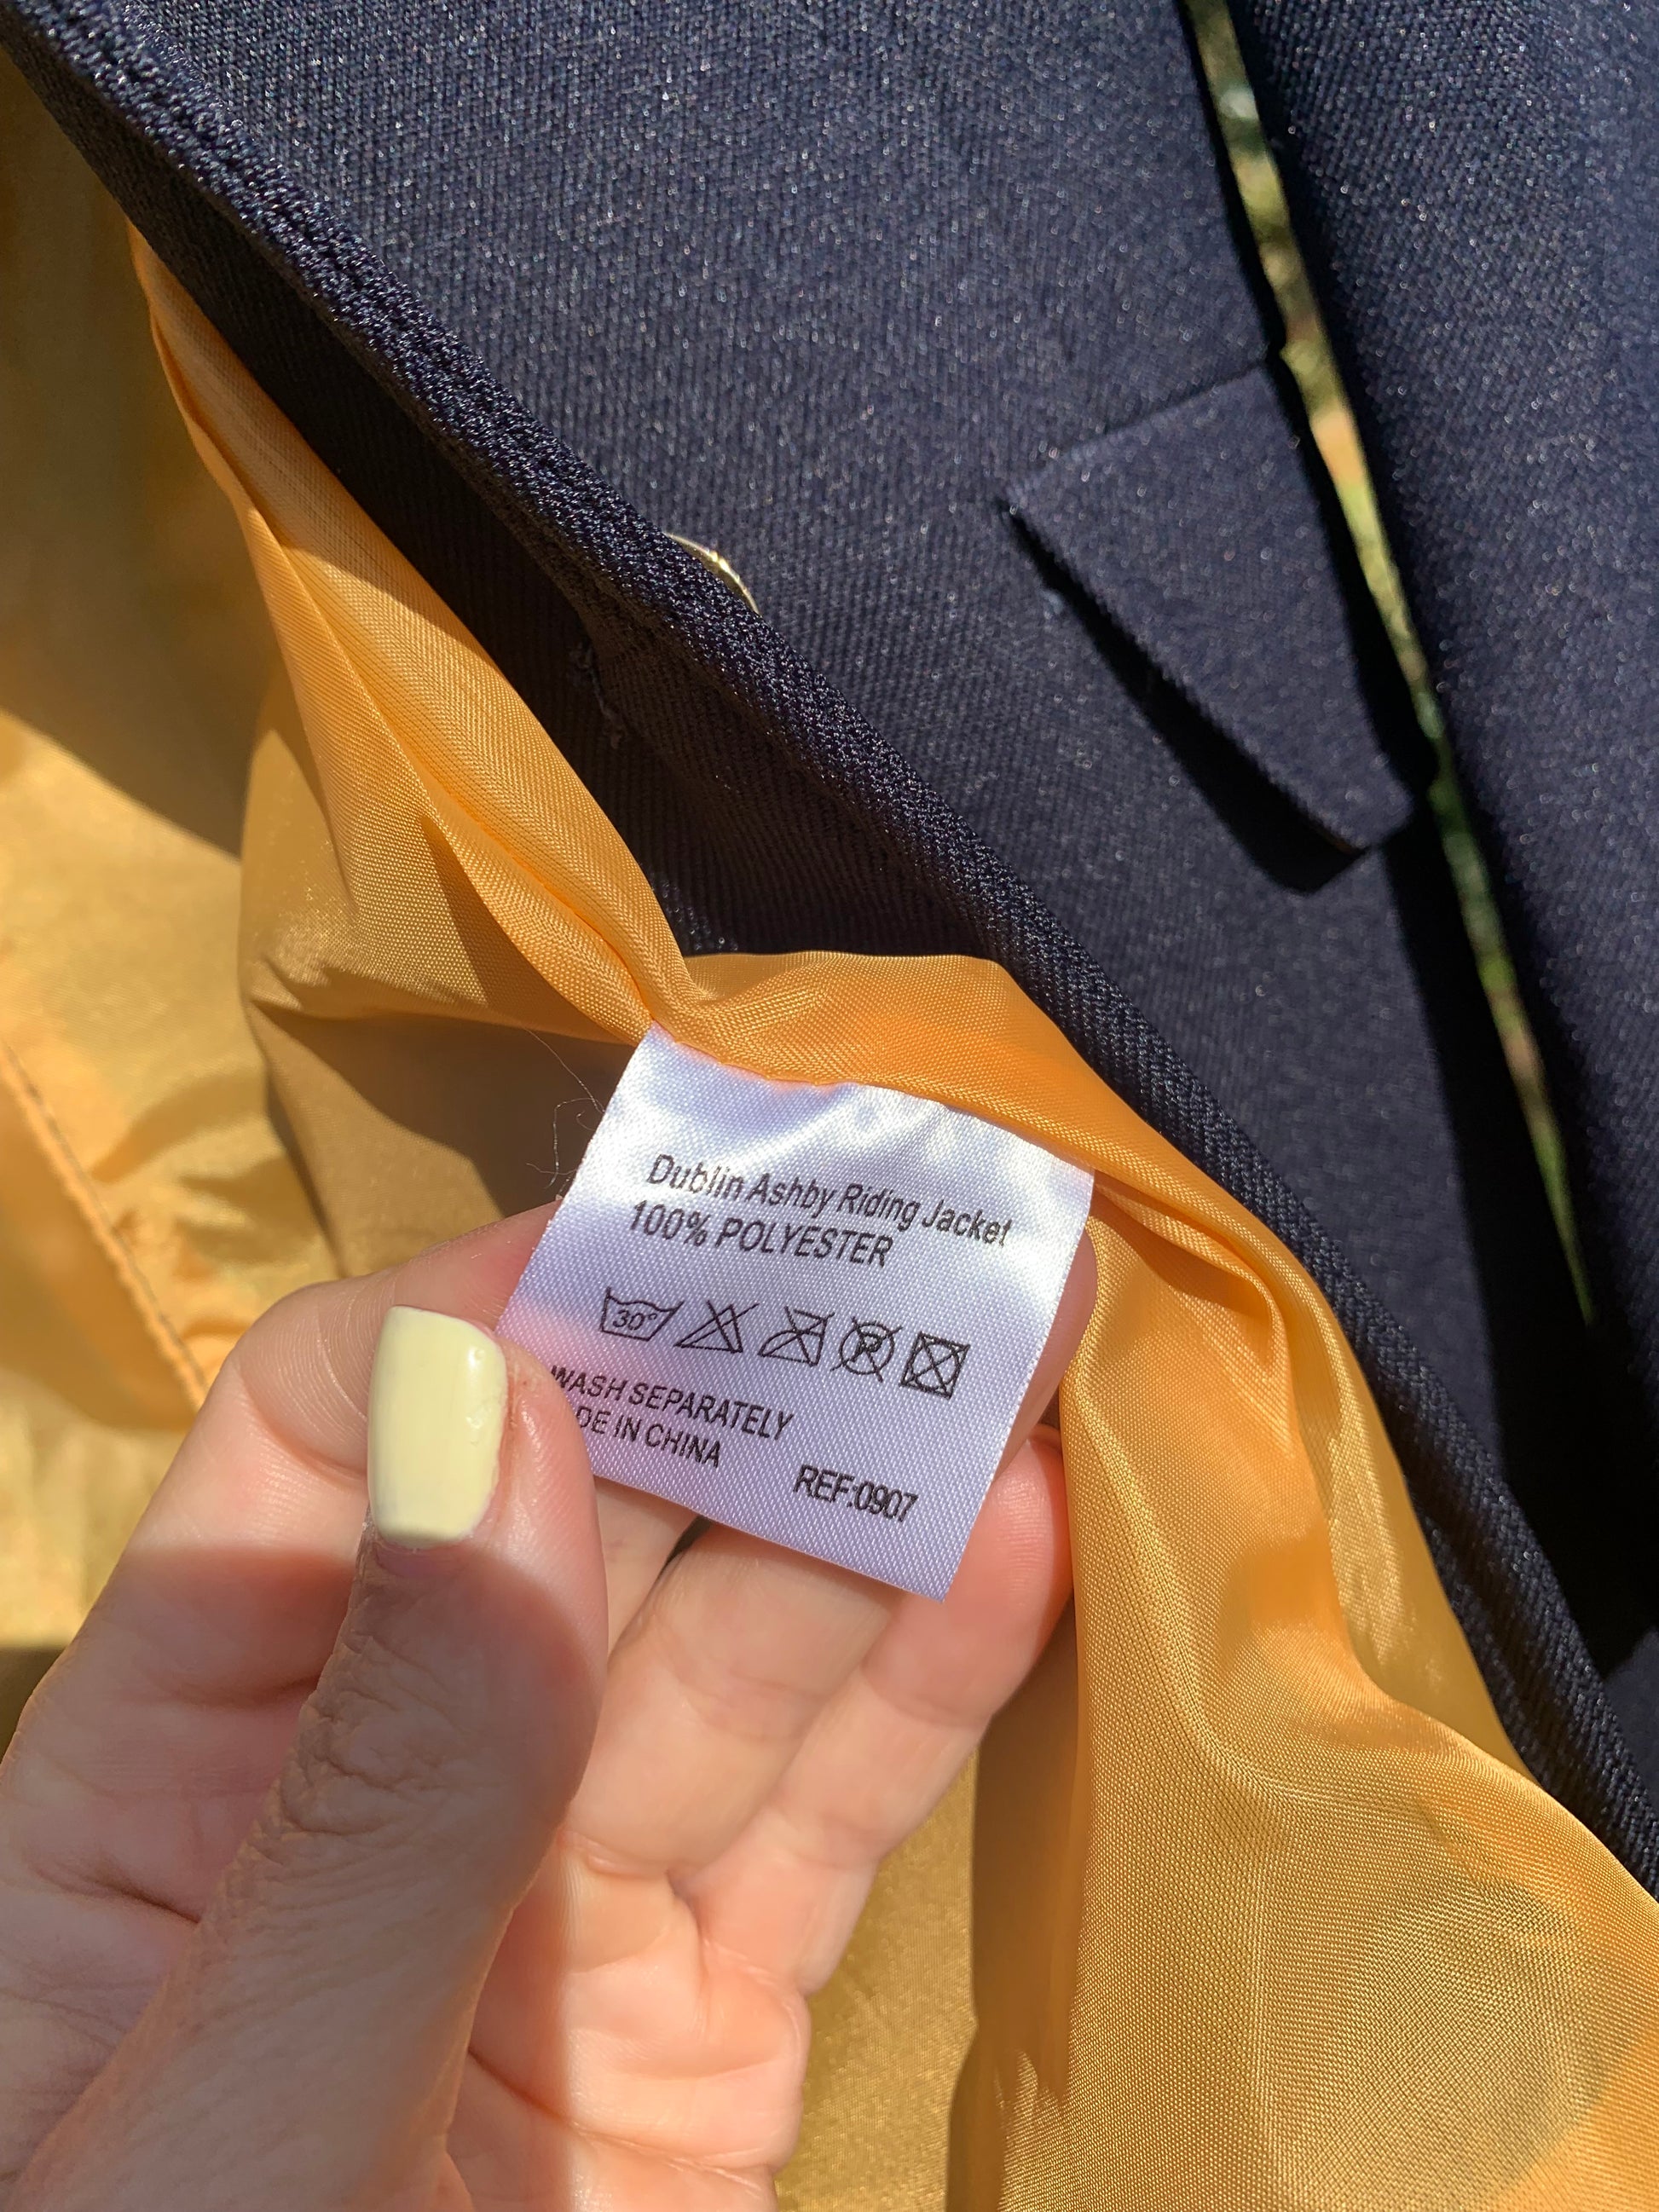 Dublin Ashby Riding Jacket
100% POLYESTER
30°
P
WASH SEPARATELY
DE IN CHINA
REF:0907